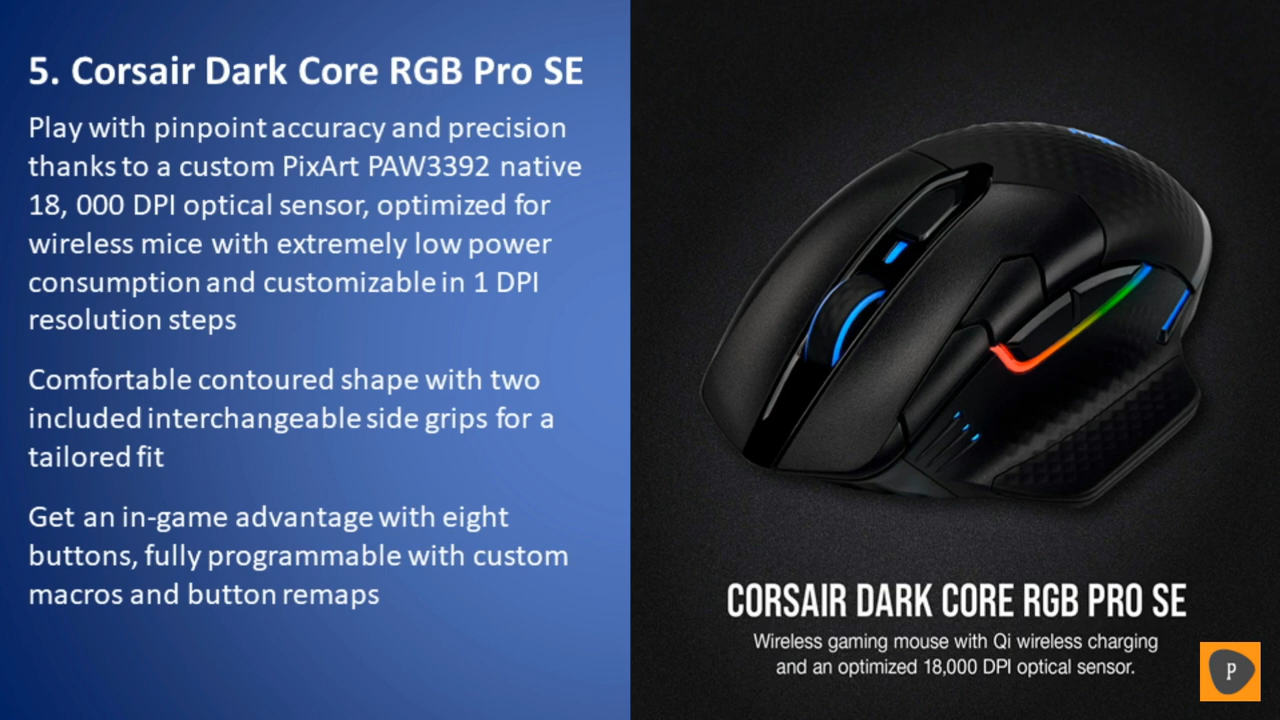 5. Corsair Dark Core RGB Pro SE
Play with pinpoint accuracy and precision
thanks to a custom PixArt PAW3392 native
18, 000 DPI optical sensor, optimized for
wireless mice with extremely low power
consumption and customizable in 1 DPI
resolution steps
Comfortable contoured shape with two
included interchangeable side grips for a
tailored fit
Get an in-game advantage with eight
buttons, fully programmable with custom
macros and button remaps
CORSAIR DARK CORE RGB PRO SE
Wireless gaming mouse with Qi wireless charging
and an optimized 18,000 DPI optical sensor.
P